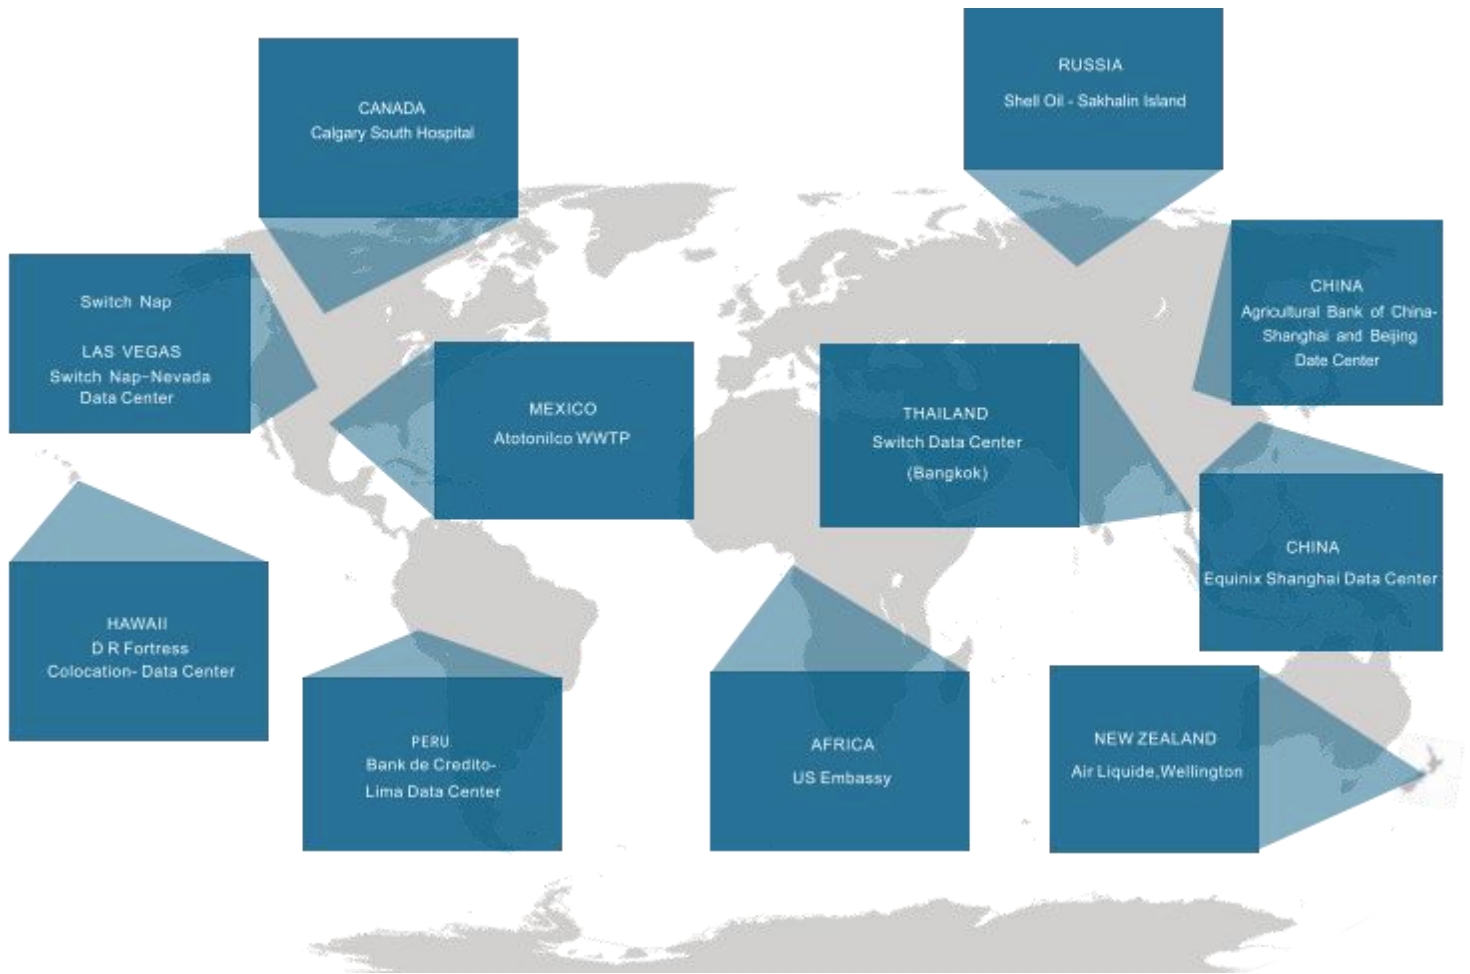 CANADA
Calgary South Hospital
RUSSIA
Shell Oil - Sakhalin Island
Switch Nap
LAS VEGAS
Switch Nap-Nevada
Data Center
CHINA
Agricultural Bank of China-
Shanghai and Beijing
Date Center
MEXICO
Atotonilco WWTP
THAILAND
Switch Data Center
(Bangkok)
CHINA
Equinix Shanghai Data Center
HAWAII
D R Fortress
Colocation- Data Center
PERU
Bank de Credito-
Lima Data Center
AFRICA
US Embassy
NEW ZEALAND
Air Liquide,Wellington